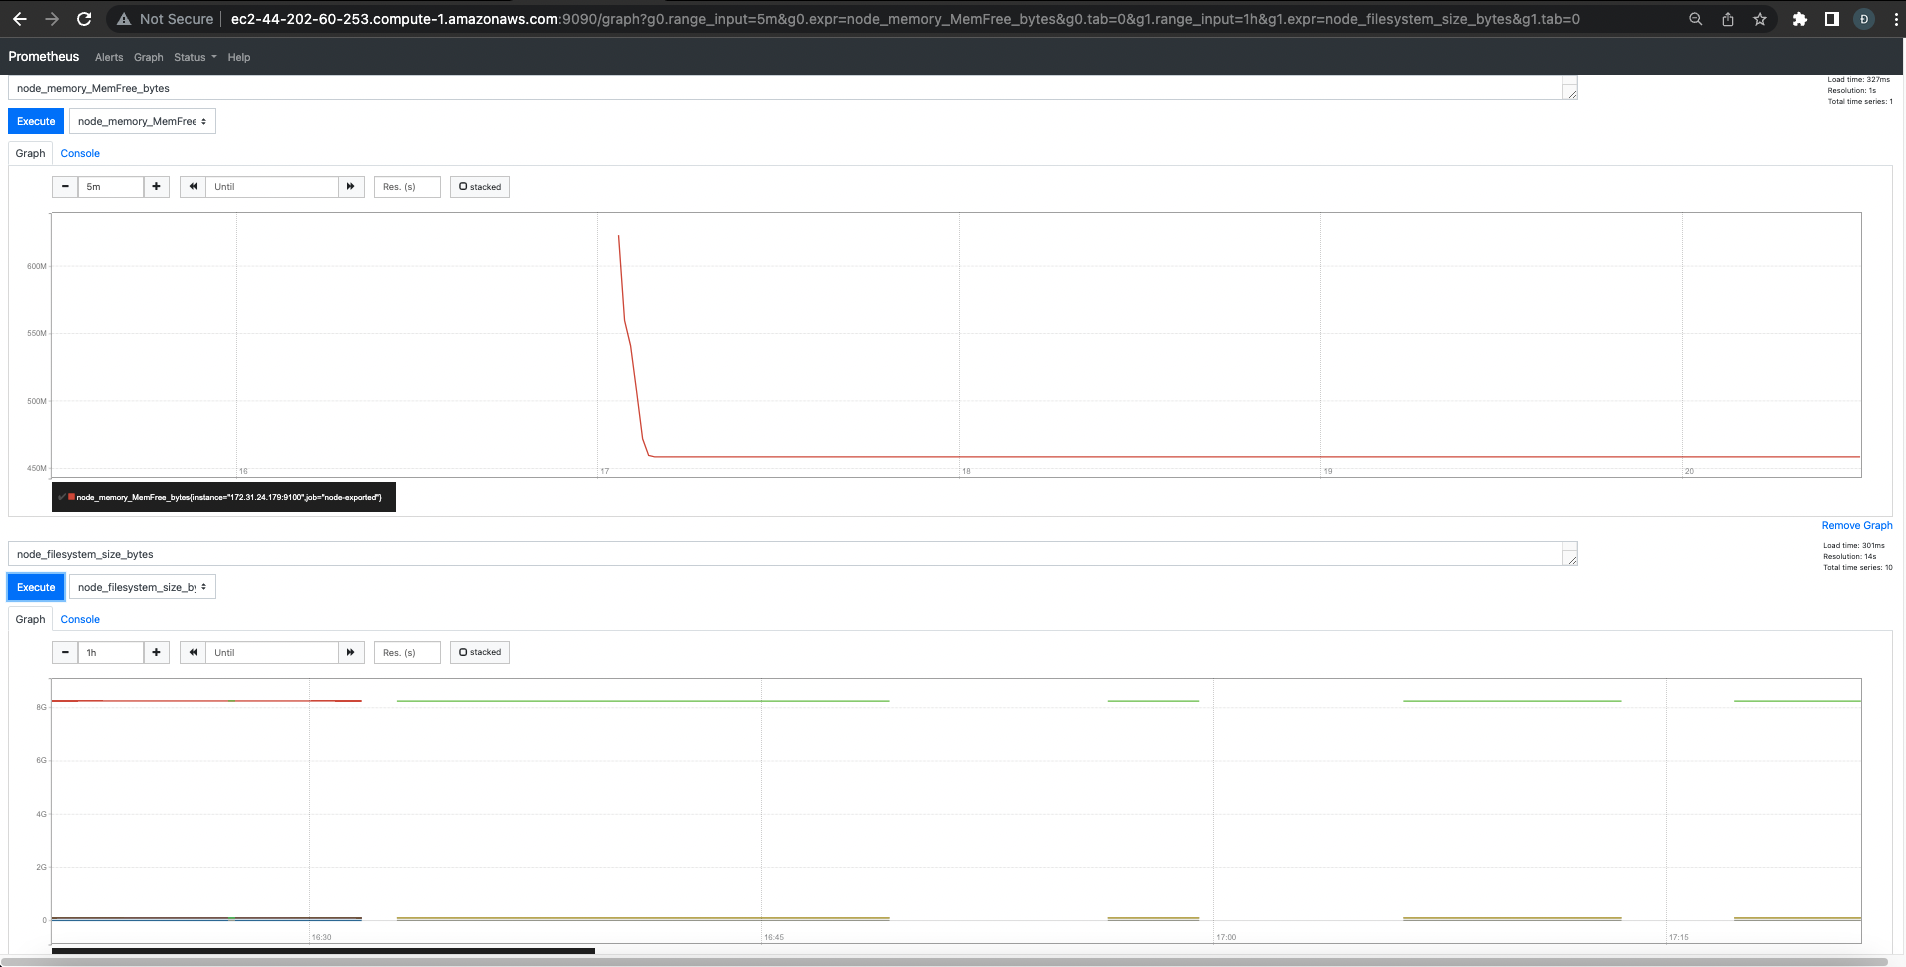 Not Secure | ec2-44-202-60-253.compute-1.amazonaws.com:9090/graph?g0.range_input=5m&g0.expr=node_memory_MemFree_bytes&g0.tab=0&g1.range_input=1h&g1.expr=node_filesystem_size_bytes&g1.tab=0
Đ
Prometheus Alerts Graph Status Help
node_memory_MemFree_bytes
Load time: 327ms
Resolution: 1s
Total time series: 1
Execute node_memory_MemFree
Graph Console
5m Until Res. (s) stacked
600M
550M
500M
450M
16 17 18 19 20
node_memory_MemFree_bytes{instance="172.31.24.179:9100",job="node-exported"}
Remove Graph
node_filesystem_size_bytes
Load time: 301ms
Resolution: 14s
Total time series: 10
Execute node_filesystem_size_by
Graph Console
1h Until Res. (s) stacked
8G
6G
4G
2G
0
16:30 16:45 17:00 17:15